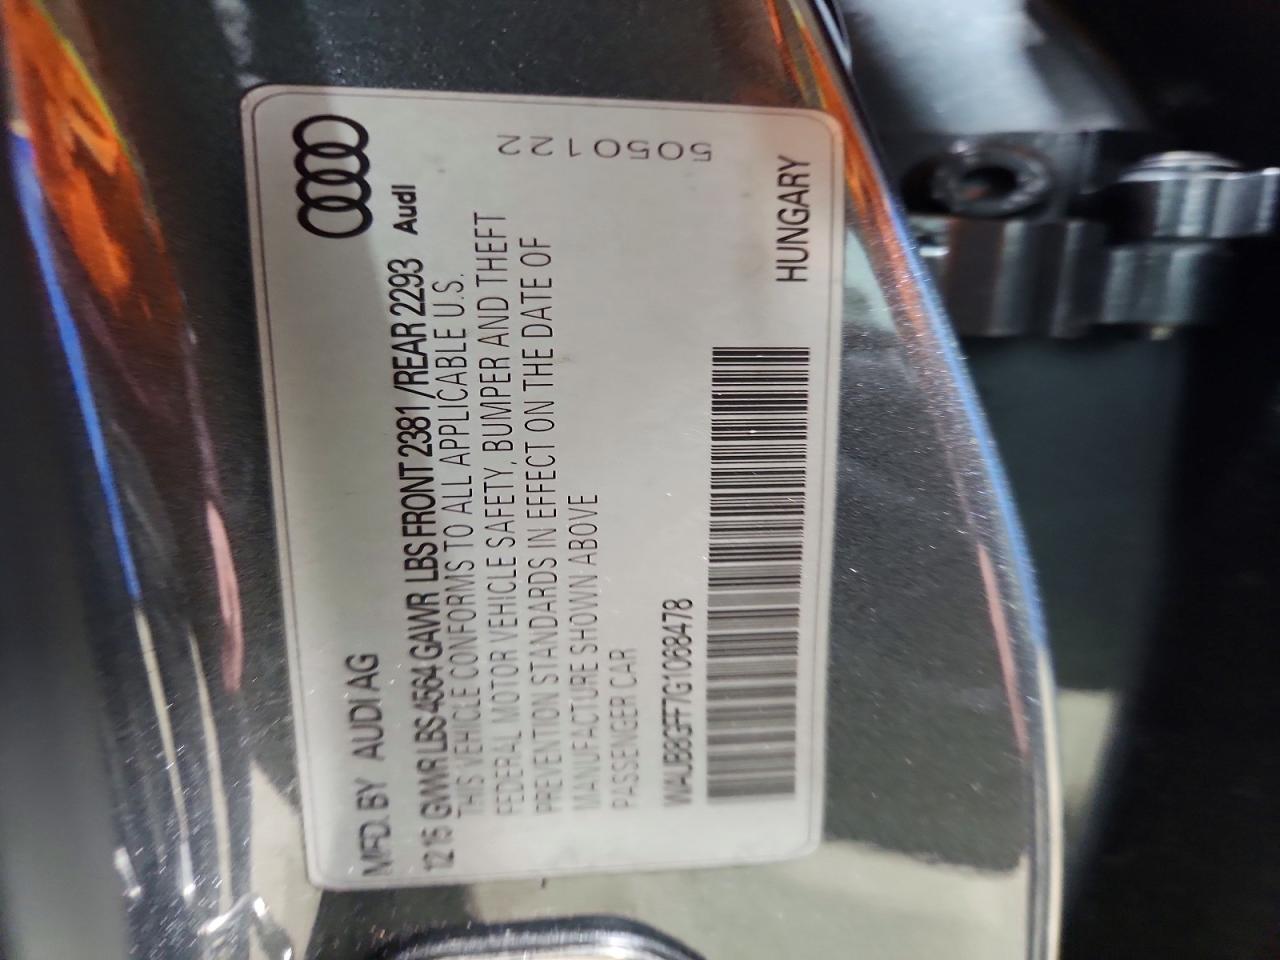 MFD. BY AUDI AG
12 15 GVWR LBS 4564 GAWR LBS FRONT 2381 /REAR 2293 Audi
THIS VEHICLE CONFORMS TO ALL APPLICABLE U.S.
FEDERAL MOTOR VEHICLE SAFETY, BUMPER AND THEFT
PREVENTION STANDARDS IN EFFECT ON THE DATE OF
MANUFACTURE SHOWN ABOVE
PASSENGER CAR
WAUB8GFF7G1068478
HUNGARY
5050122